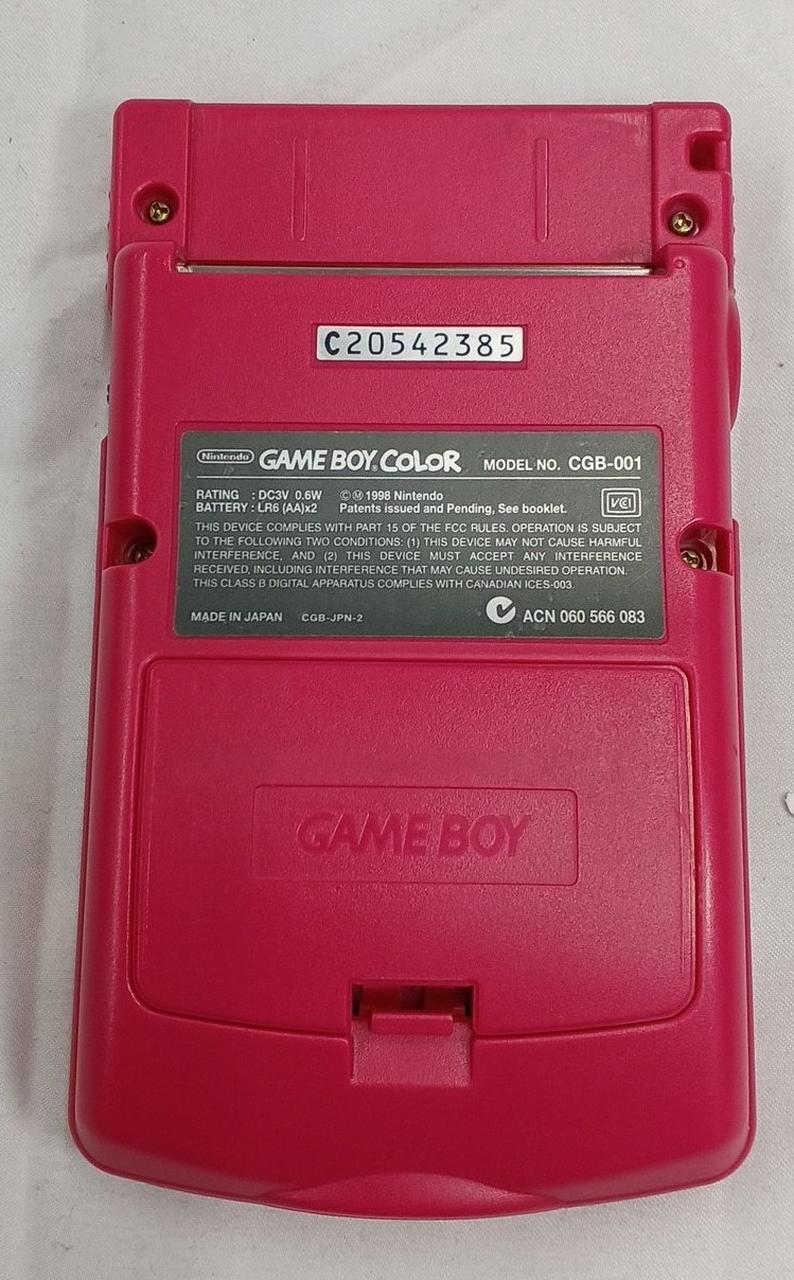 C20542385
Nintendo GAME BOY COLOR MODEL NO. CGB-001
RATING : DC3V 0.6W ©Ⓜ1998 Nintendo
BATTERY : LR6 (AA)x2 Patents issued and Pending, See booklet.
VCI
THIS DEVICE COMPLIES WITH PART 15 OF THE FCC RULES. OPERATION IS SUBJECT
TO THE FOLLOWING TWO CONDITIONS: (1) THIS DEVICE MAY NOT CAUSE HARMFUL
INTERFERENCE, AND (2) THIS DEVICE MUST ACCEPT ANY INTERFERENCE
RECEIVED, INCLUDING INTERFERENCE THAT MAY CAUSE UNDESIRED OPERATION.
THIS CLASS B DIGITAL APPARATUS COMPLIES WITH CANADIAN ICES-003.
MADE IN JAPAN CGB-JPN-2 ACN 060 566 083
GAME BOY